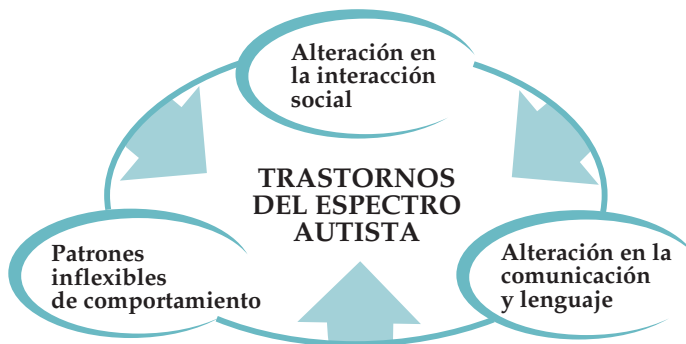 Alteración en
la interacción
social
TRASTORNOS
DEL ESPECTRO
AUTISTA
Patrones
inflexibles
de comportamiento
Alteración en la
comunicación
y lenguaje